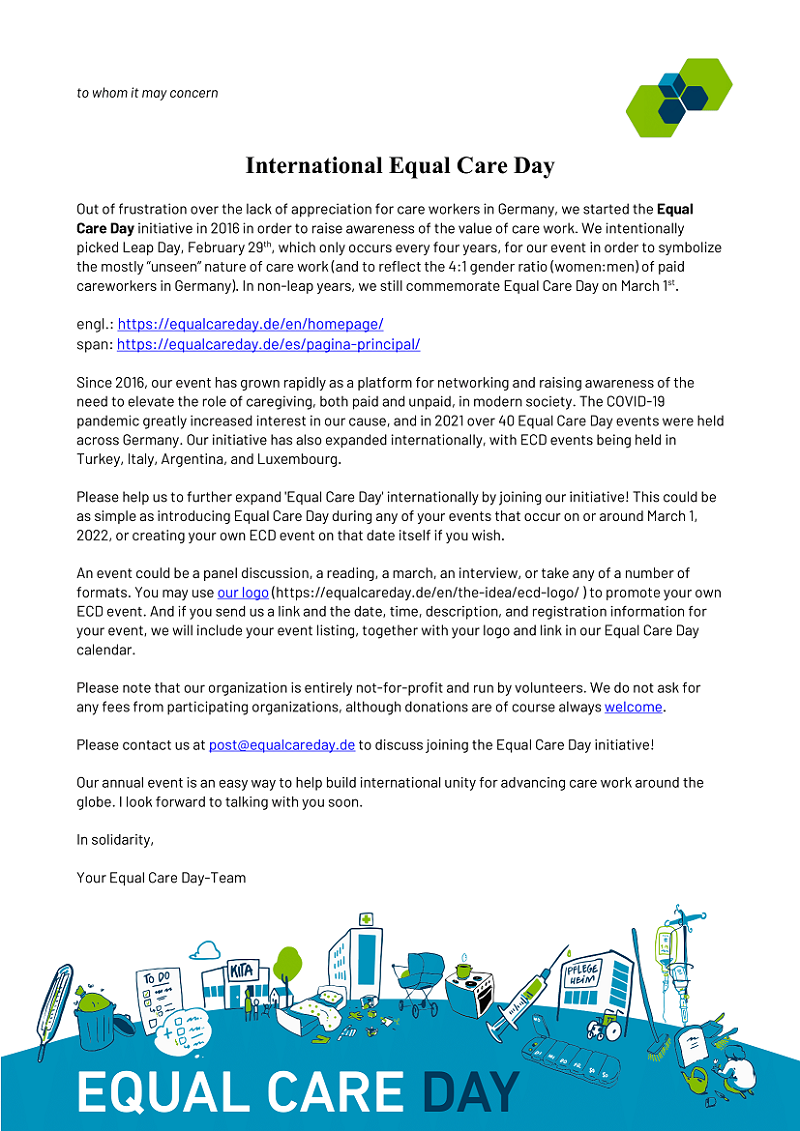 to whom it may concern
International Equal Care Day
Out of frustration over the lack of appreciation for care workers in Germany, we started the Equal
Care Day initiative in 2016 in order to raise awareness of the value of care work. We intentionally
picked Leap Day, February 29th, which only occurs every four years, for our event in order to symbolize
the mostly “unseen” nature of care work (and to reflect the 4:1 gender ratio (women:men) of paid
careworkers in Germany). In non-leap years, we still commemorate Equal Care Day on March 1st.
engl.: https://equalcareday.de/en/homepage/
span: https://equalcareday.de/es/pagina-principal/
Since 2016, our event has grown rapidly as a platform for networking and raising awareness of the
need to elevate the role of caregiving, both paid and unpaid, in modern society. The COVID-19
pandemic greatly increased interest in our cause, and in 2021 over 40 Equal Care Day events were held
across Germany. Our initiative has also expanded internationally, with ECD events being held in
Turkey, Italy, Argentina, and Luxembourg.
Please help us to further expand 'Equal Care Day' internationally by joining our initiative! This could be
as simple as introducing Equal Care Day during any of your events that occur on or around March 1,
2022, or creating your own ECD event on that date itself if you wish.
An event could be a panel discussion, a reading, a march, an interview, or take any of a number of
formats. You may use our logo (https://equalcareday.de/en/the-idea/ecd-logo/ ) to promote your own
ECD event. And if you send us a link and the date, time, description, and registration information for
your event, we will include your event listing, together with your logo and link in our Equal Care Day
calendar.
Please note that our organization is entirely not-for-profit and run by volunteers. We do not ask for
any fees from participating organizations, although donations are of course always welcome.
Please contact us at post@equalcareday.de to discuss joining the Equal Care Day initiative!
Our annual event is an easy way to help build international unity for advancing care work around the
globe. I look forward to talking with you soon.
In solidarity,
Your Equal Care Day-Team
TO DO
KITA
PFLEGE
HEIM
EQUAL CARE DAY